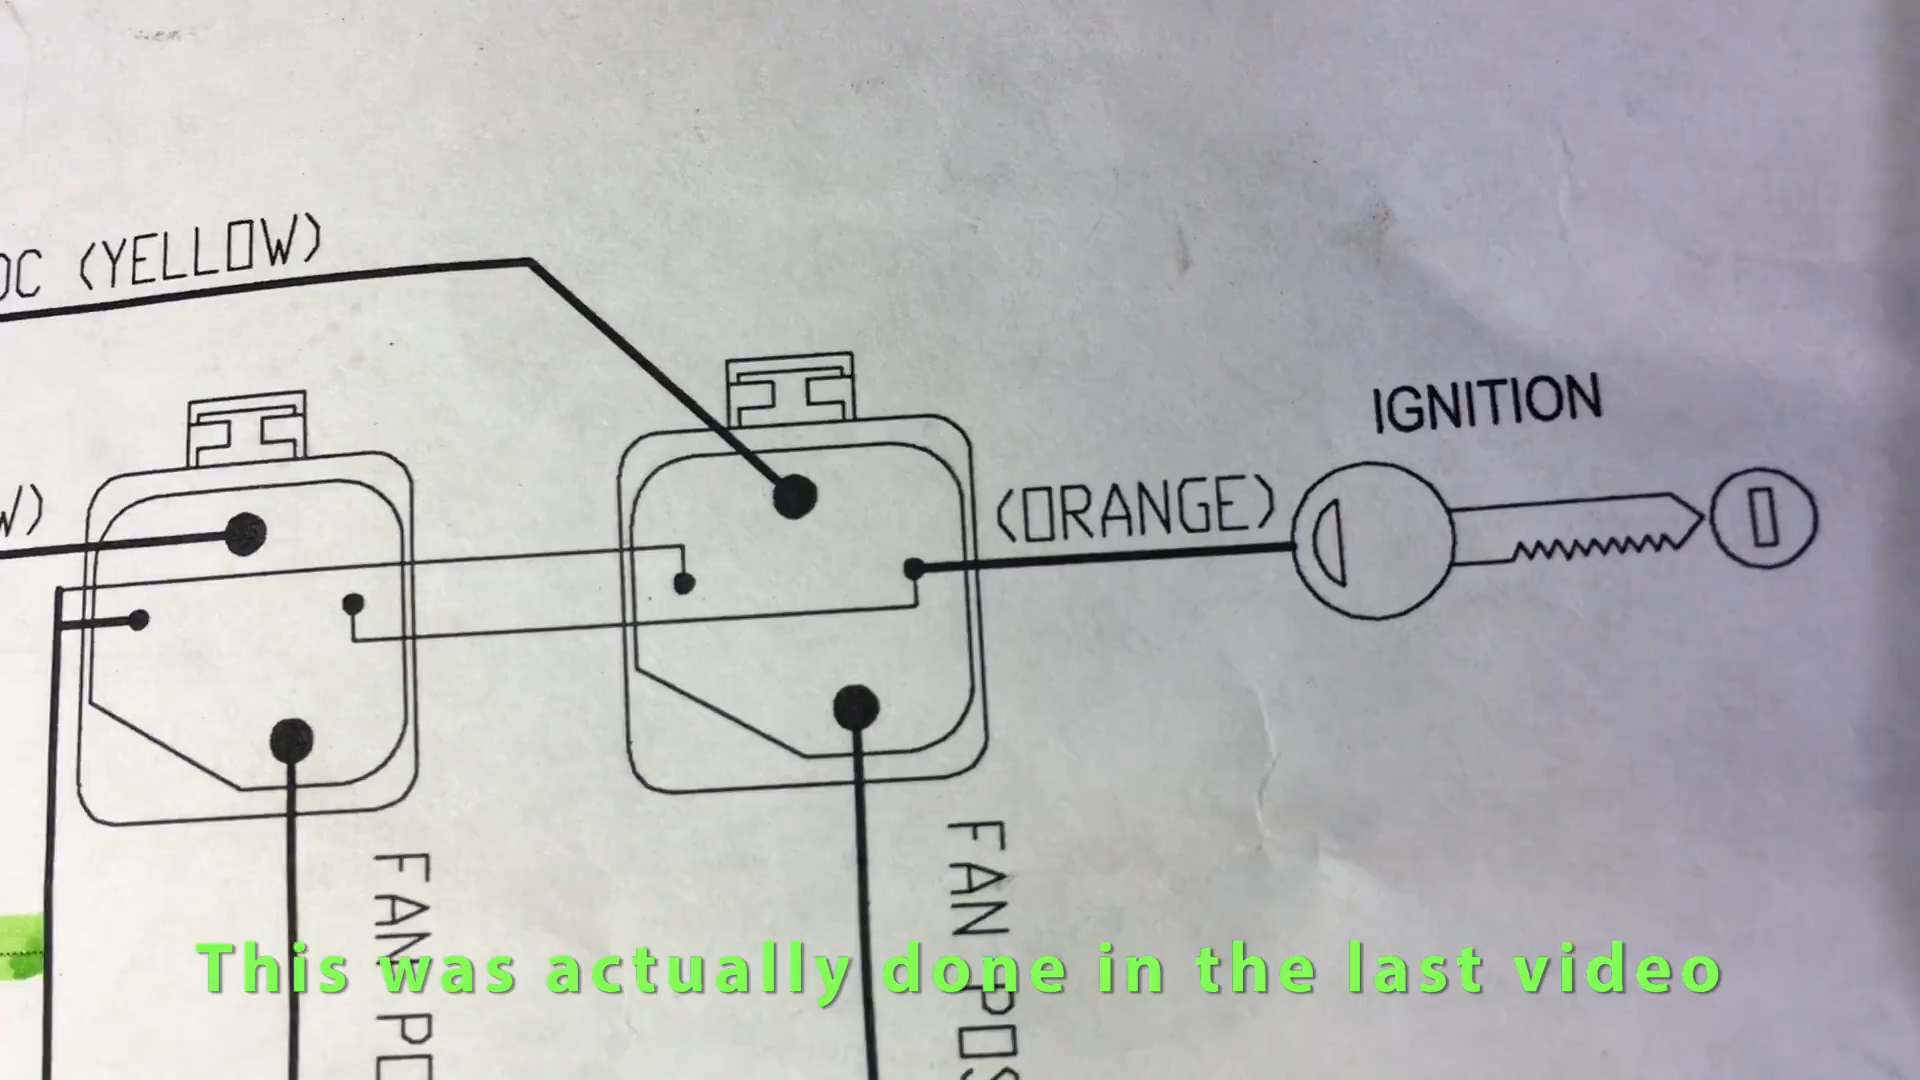 DC (YELLOW)
IGNITION
W)
(ORANGE)
FAN PO
FAN POS
This was actually done in the last video